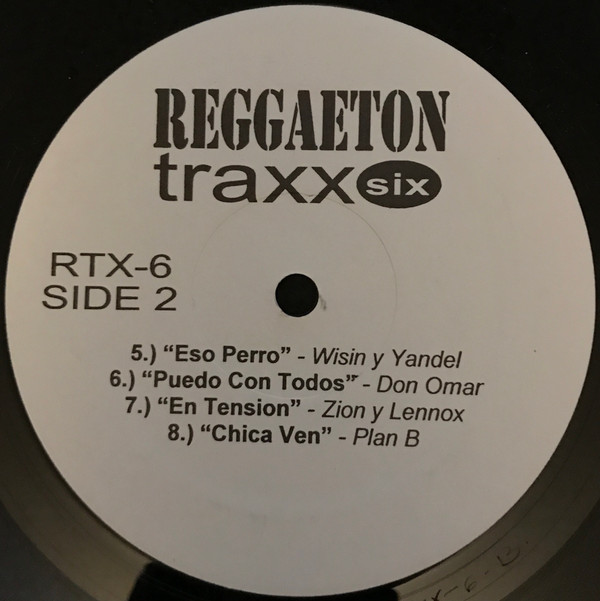 REGGAETON
traxx six
RTX-6
SIDE 2
5.) “Eso Perro” - Wisin y Yandel
6.) “Puedo Con Todos” - Don Omar
7.) “En Tension” - Zion y Lennox
8.) “Chica Ven” - Plan B